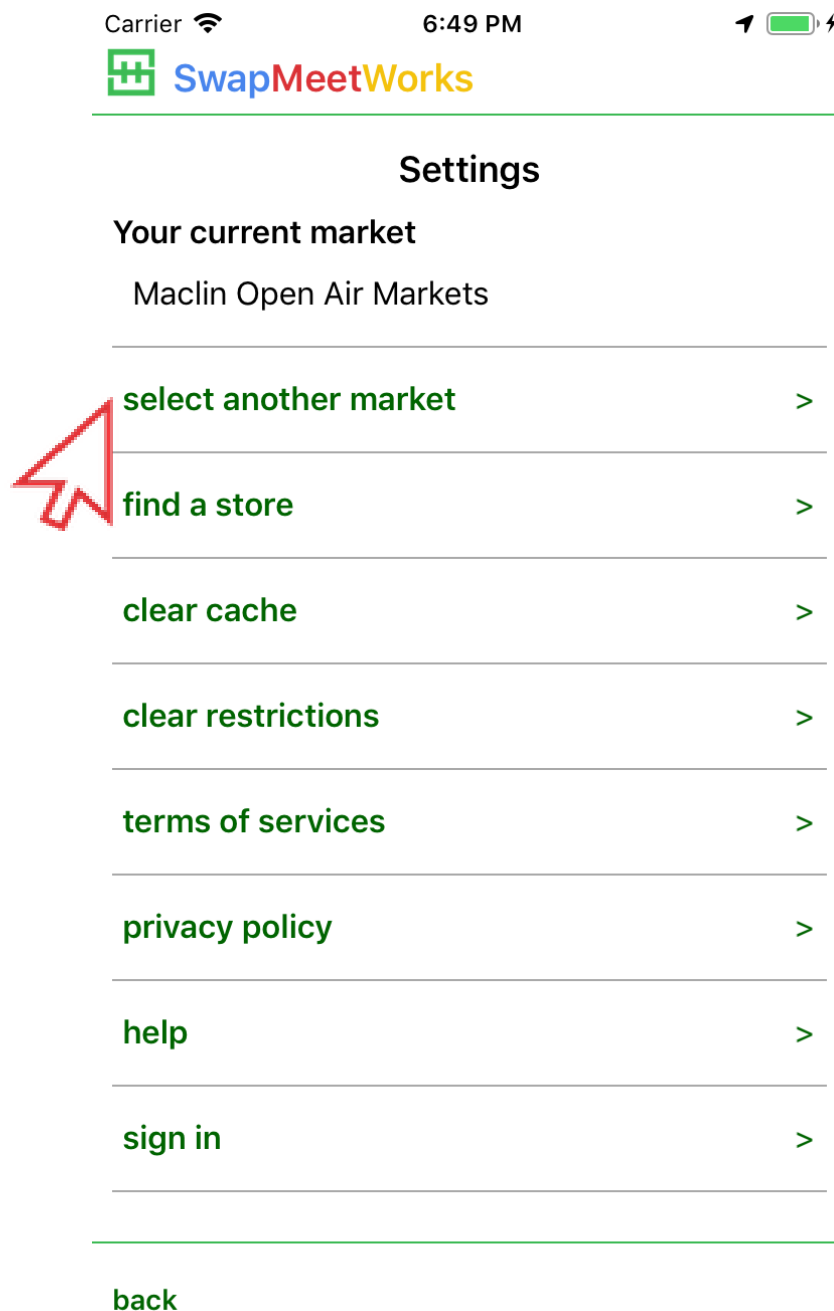 Carrier 6:49 PM
SwapMeetWorks
Settings
Your current market
Maclin Open Air Markets
select another market >
find a store >
clear cache >
clear restrictions >
terms of services >
privacy policy >
help >
sign in >
back